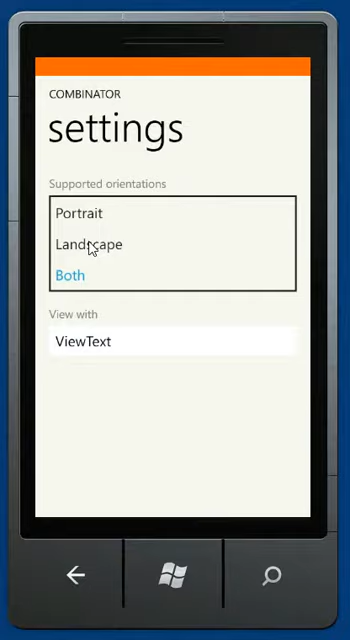 COMBINATOR
settings
Supported orientations
Portrait
Landscape
Both
View with
ViewText